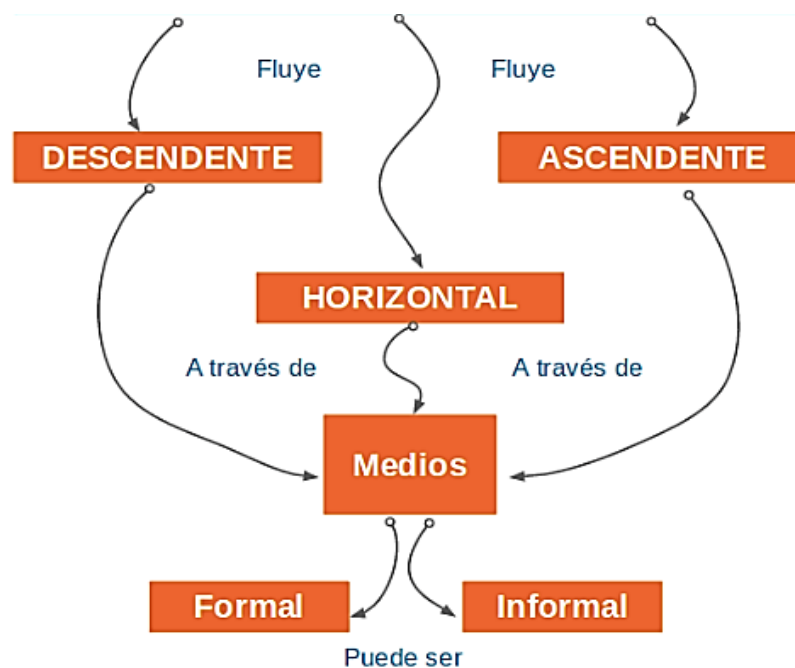 Fluye
Fluye
DESCENDENTE
ASCENDENTE
HORIZONTAL
A través de
A través de
Medios
Formal
Informal
Puede ser